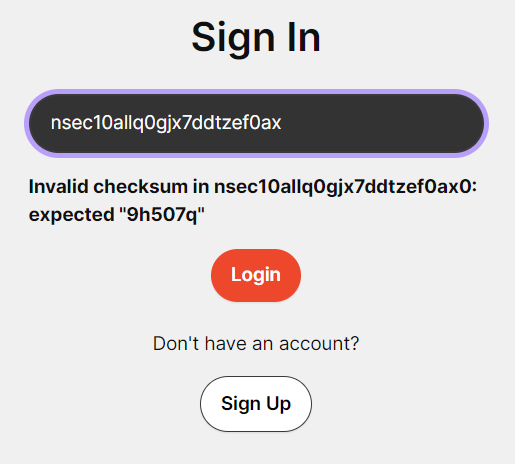 Sign In
nsec10allq0gjx7ddtzef0ax
Invalid checksum in nsec10allq0gjx7ddtzef0ax0:
expected "9h507q"
Login
Don't have an account?
Sign Up